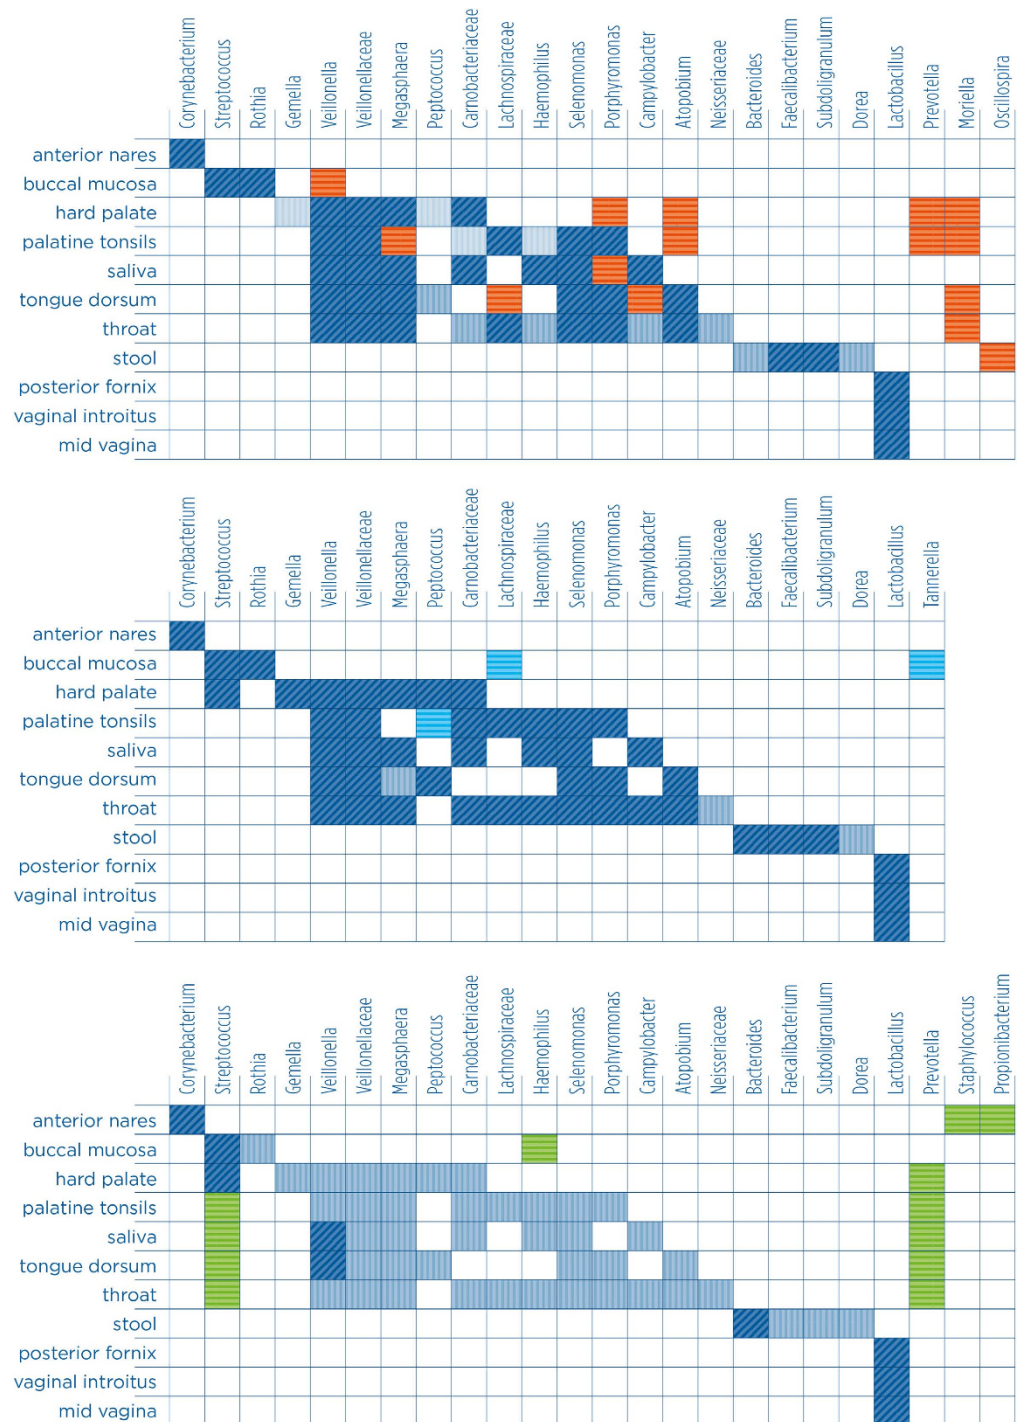 Corynebacterium
Streptococcus
Rothia
Gemella
Veillonella
Veillonellaceae
Megasphaera
Peptococcus
Carnobacteriaceae
Lachnospiraceae
Haemophilus
Selenomonas
Porphyromonas
Campylobacter
Atopobium
Neisseriaceae
Bacteroides
Faecalibacterium
Subdoligranulum
Dorea
Lactobacillus
Prevotella
Moriella
Oscillospira
anterior nares
buccal mucosa
hard palate
palatine tonsils
saliva
tongue dorsum
throat
stool
posterior fornix
vaginal introitus
mid vagina
Corynebacterium
Streptococcus
Rothia
Gemella
Veillonella
Veillonellaceae
Megasphaera
Peptococcus
Carnobacteriaceae
Lachnospiraceae
Haemophilus
Selenomonas
Porphyromonas
Campylobacter
Atopobium
Neisseriaceae
Bacteroides
Faecalibacterium
Subdoligranulum
Dorea
Lactobacillus
Tannerella
anterior nares
buccal mucosa
hard palate
palatine tonsils
saliva
tongue dorsum
throat
stool
posterior fornix
vaginal introitus
mid vagina
Corynebacterium
Streptococcus
Rothia
Gemella
Veillonella
Veillonellaceae
Megasphaera
Peptococcus
Carnobacteriaceae
Lachnospiraceae
Haemophilus
Selenomonas
Porphyromonas
Campylobacter
Atopobium
Neisseriaceae
Bacteroides
Faecalibacterium
Subdoligranulum
Dorea
Lactobacillus
Prevotella
Staphylococcus
Propionibacterium
anterior nares
buccal mucosa
hard palate
palatine tonsils
saliva
tongue dorsum
throat
stool
posterior fornix
vaginal introitus
mid vagina